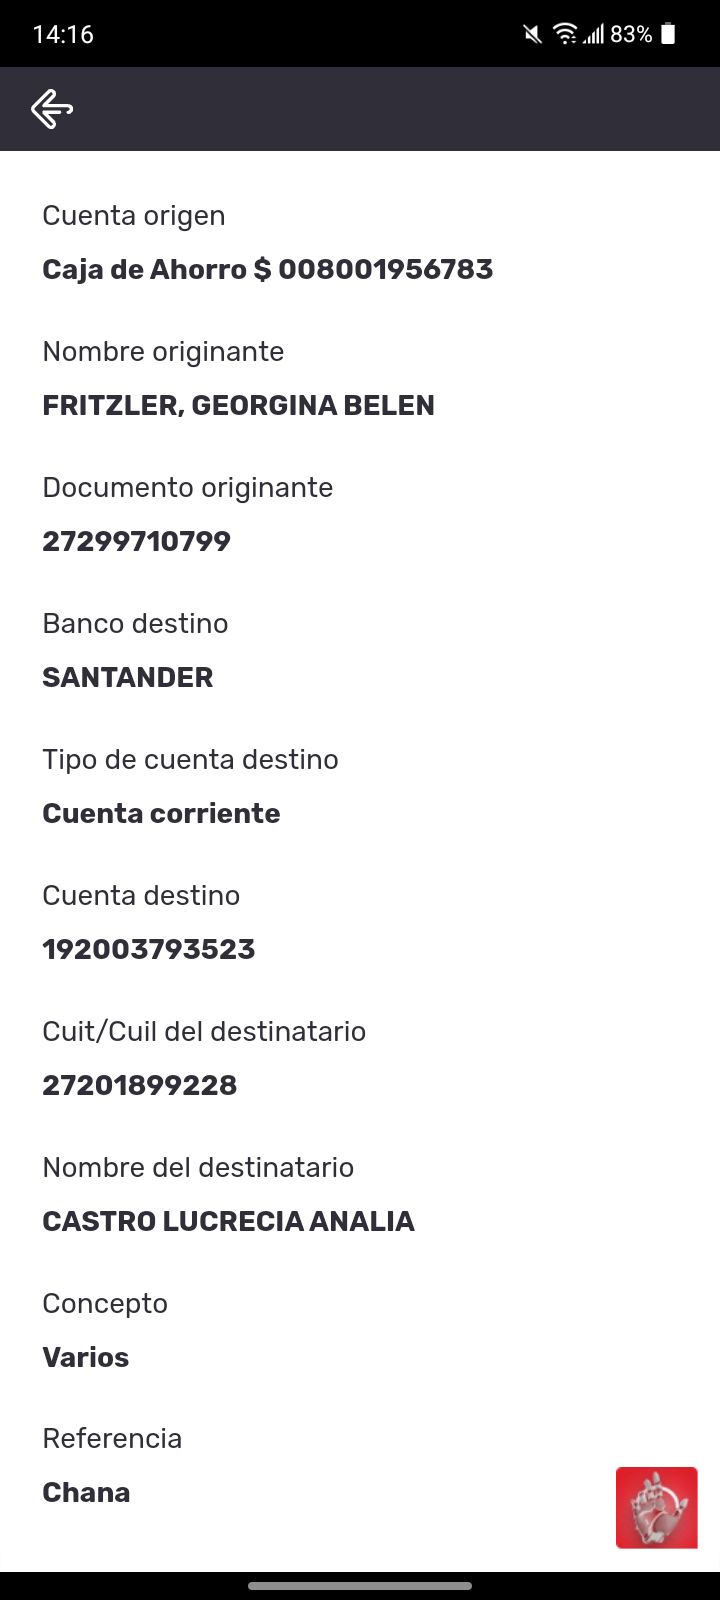 14:16
83%
Cuenta origen
Caja de Ahorro $ 008001956783
Nombre originante
FRITZLER, GEORGINA BELEN
Documento originante
27299710799
Banco destino
SANTANDER
Tipo de cuenta destino
Cuenta corriente
Cuenta destino
192003793523
Cuit/Cuil del destinatario
27201899228
Nombre del destinatario
CASTRO LUCRECIA ANALIA
Concepto
Varios
Referencia
Chana